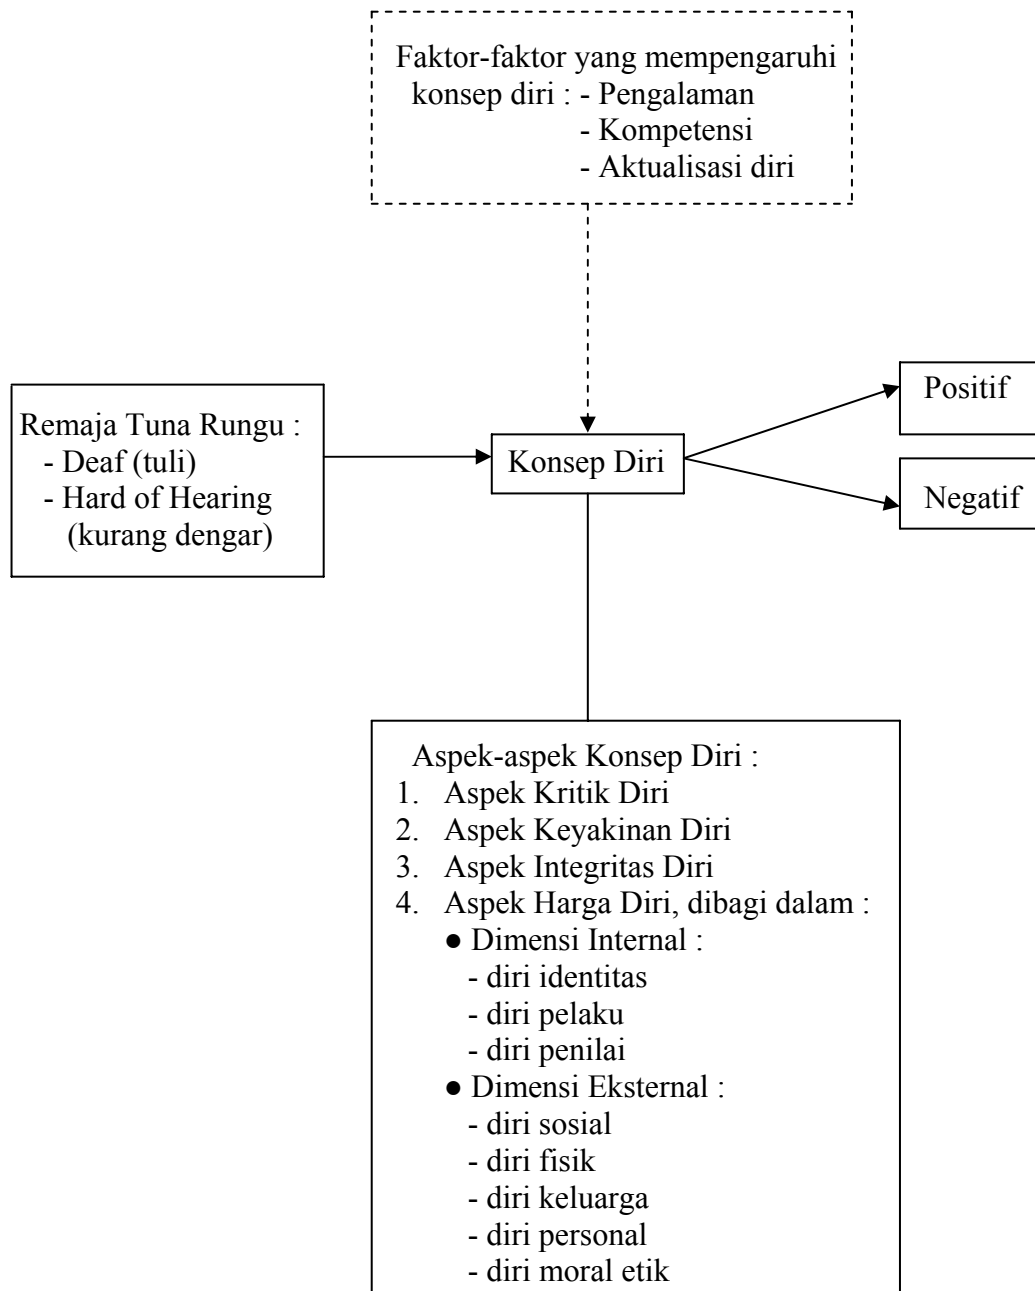 Faktor-faktor yang mempengaruhi
konsep diri : - Pengalaman
- Kompetensi
- Aktualisasi diri
Remaja Tuna Rungu :
- Deaf (tuli)
- Hard of Hearing
(kurang dengar)
Konsep Diri
Positif
Negatif
Aspek-aspek Konsep Diri :
1. Aspek Kritik Diri
2. Aspek Keyakinan Diri
3. Aspek Integritas Diri
4. Aspek Harga Diri, dibagi dalam :
● Dimensi Internal :
- diri identitas
- diri pelaku
- diri penilai
● Dimensi Eksternal :
- diri sosial
- diri fisik
- diri keluarga
- diri personal
- diri moral etik